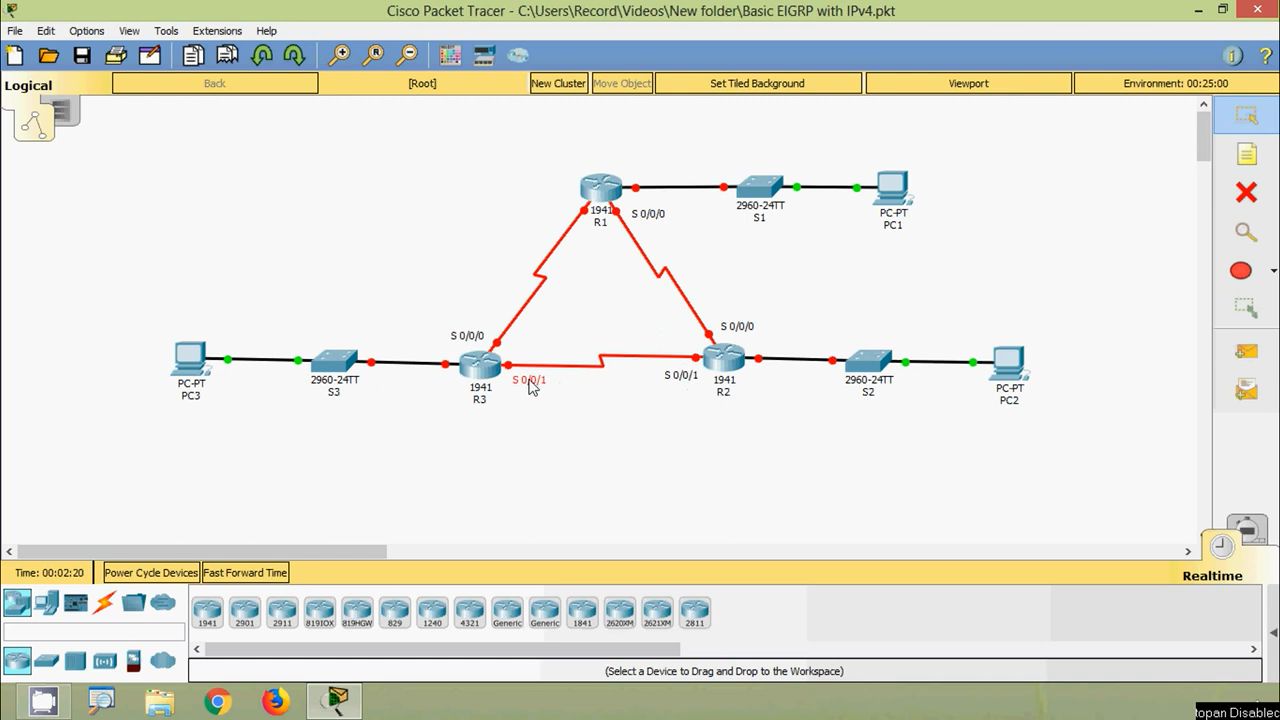 Cisco Packet Tracer - C:\Users\Record\Videos\New folder\Basic EIGRP with IPv4.pkt
File Edit Options View Tools Extensions Help
Logical Back [Root] New Cluster Move Object Set Tiled Background Viewport Environment: 00:25:00
1941
R1
S 0/0/0
2960-24TT
S1
PC-PT
PC1
S 0/0/0
S 0/0/0
PC-PT
PC3
2960-24TT
S3
1941
R3
S 0/0/1
S 0/0/1
1941
R2
2960-24TT
S2
PC-PT
PC2
Time: 00:02:20 Power Cycle Devices Fast Forward Time Realtime
1941 2901 2911 819IOX 819HGW 829 1240 4321 Generic Generic 1841 2620XM 2621XM 2811
(Select a Device to Drag and Drop to the Workspace)
topan Disabled